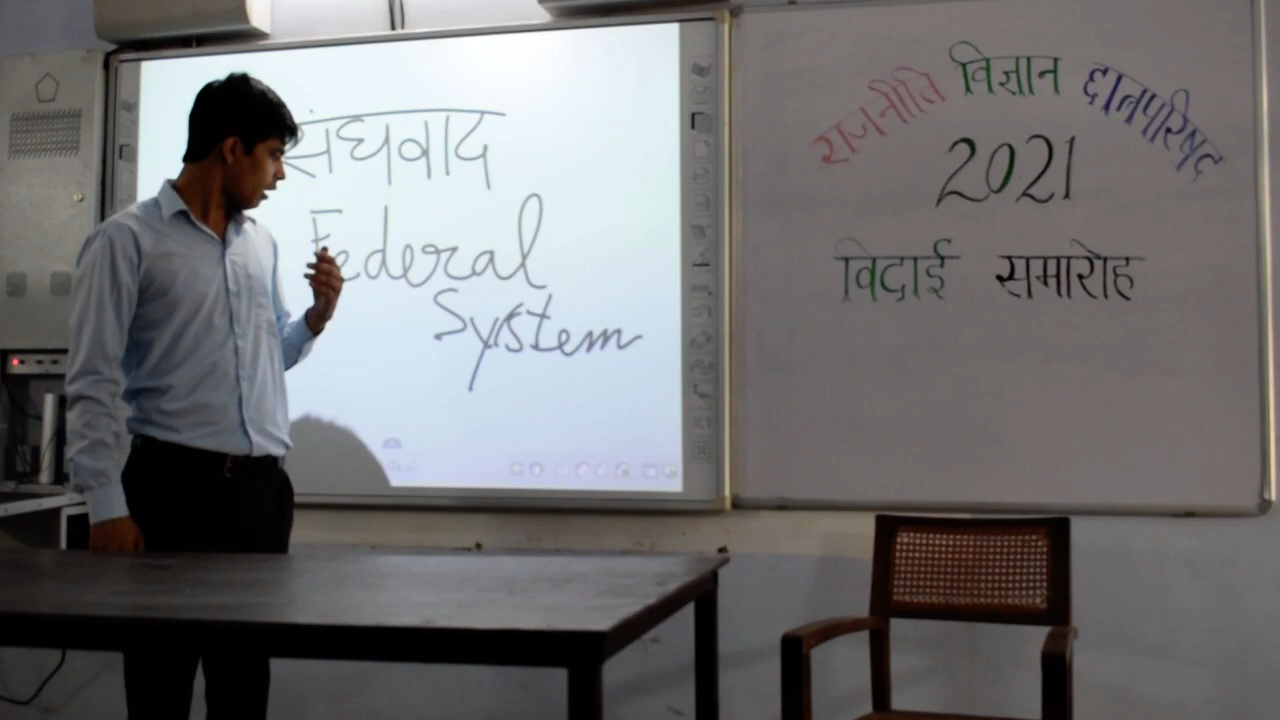 संघवाद
Federal
System
राजनीति विज्ञान छात्रपरिषद
2021
विदाई समारोह